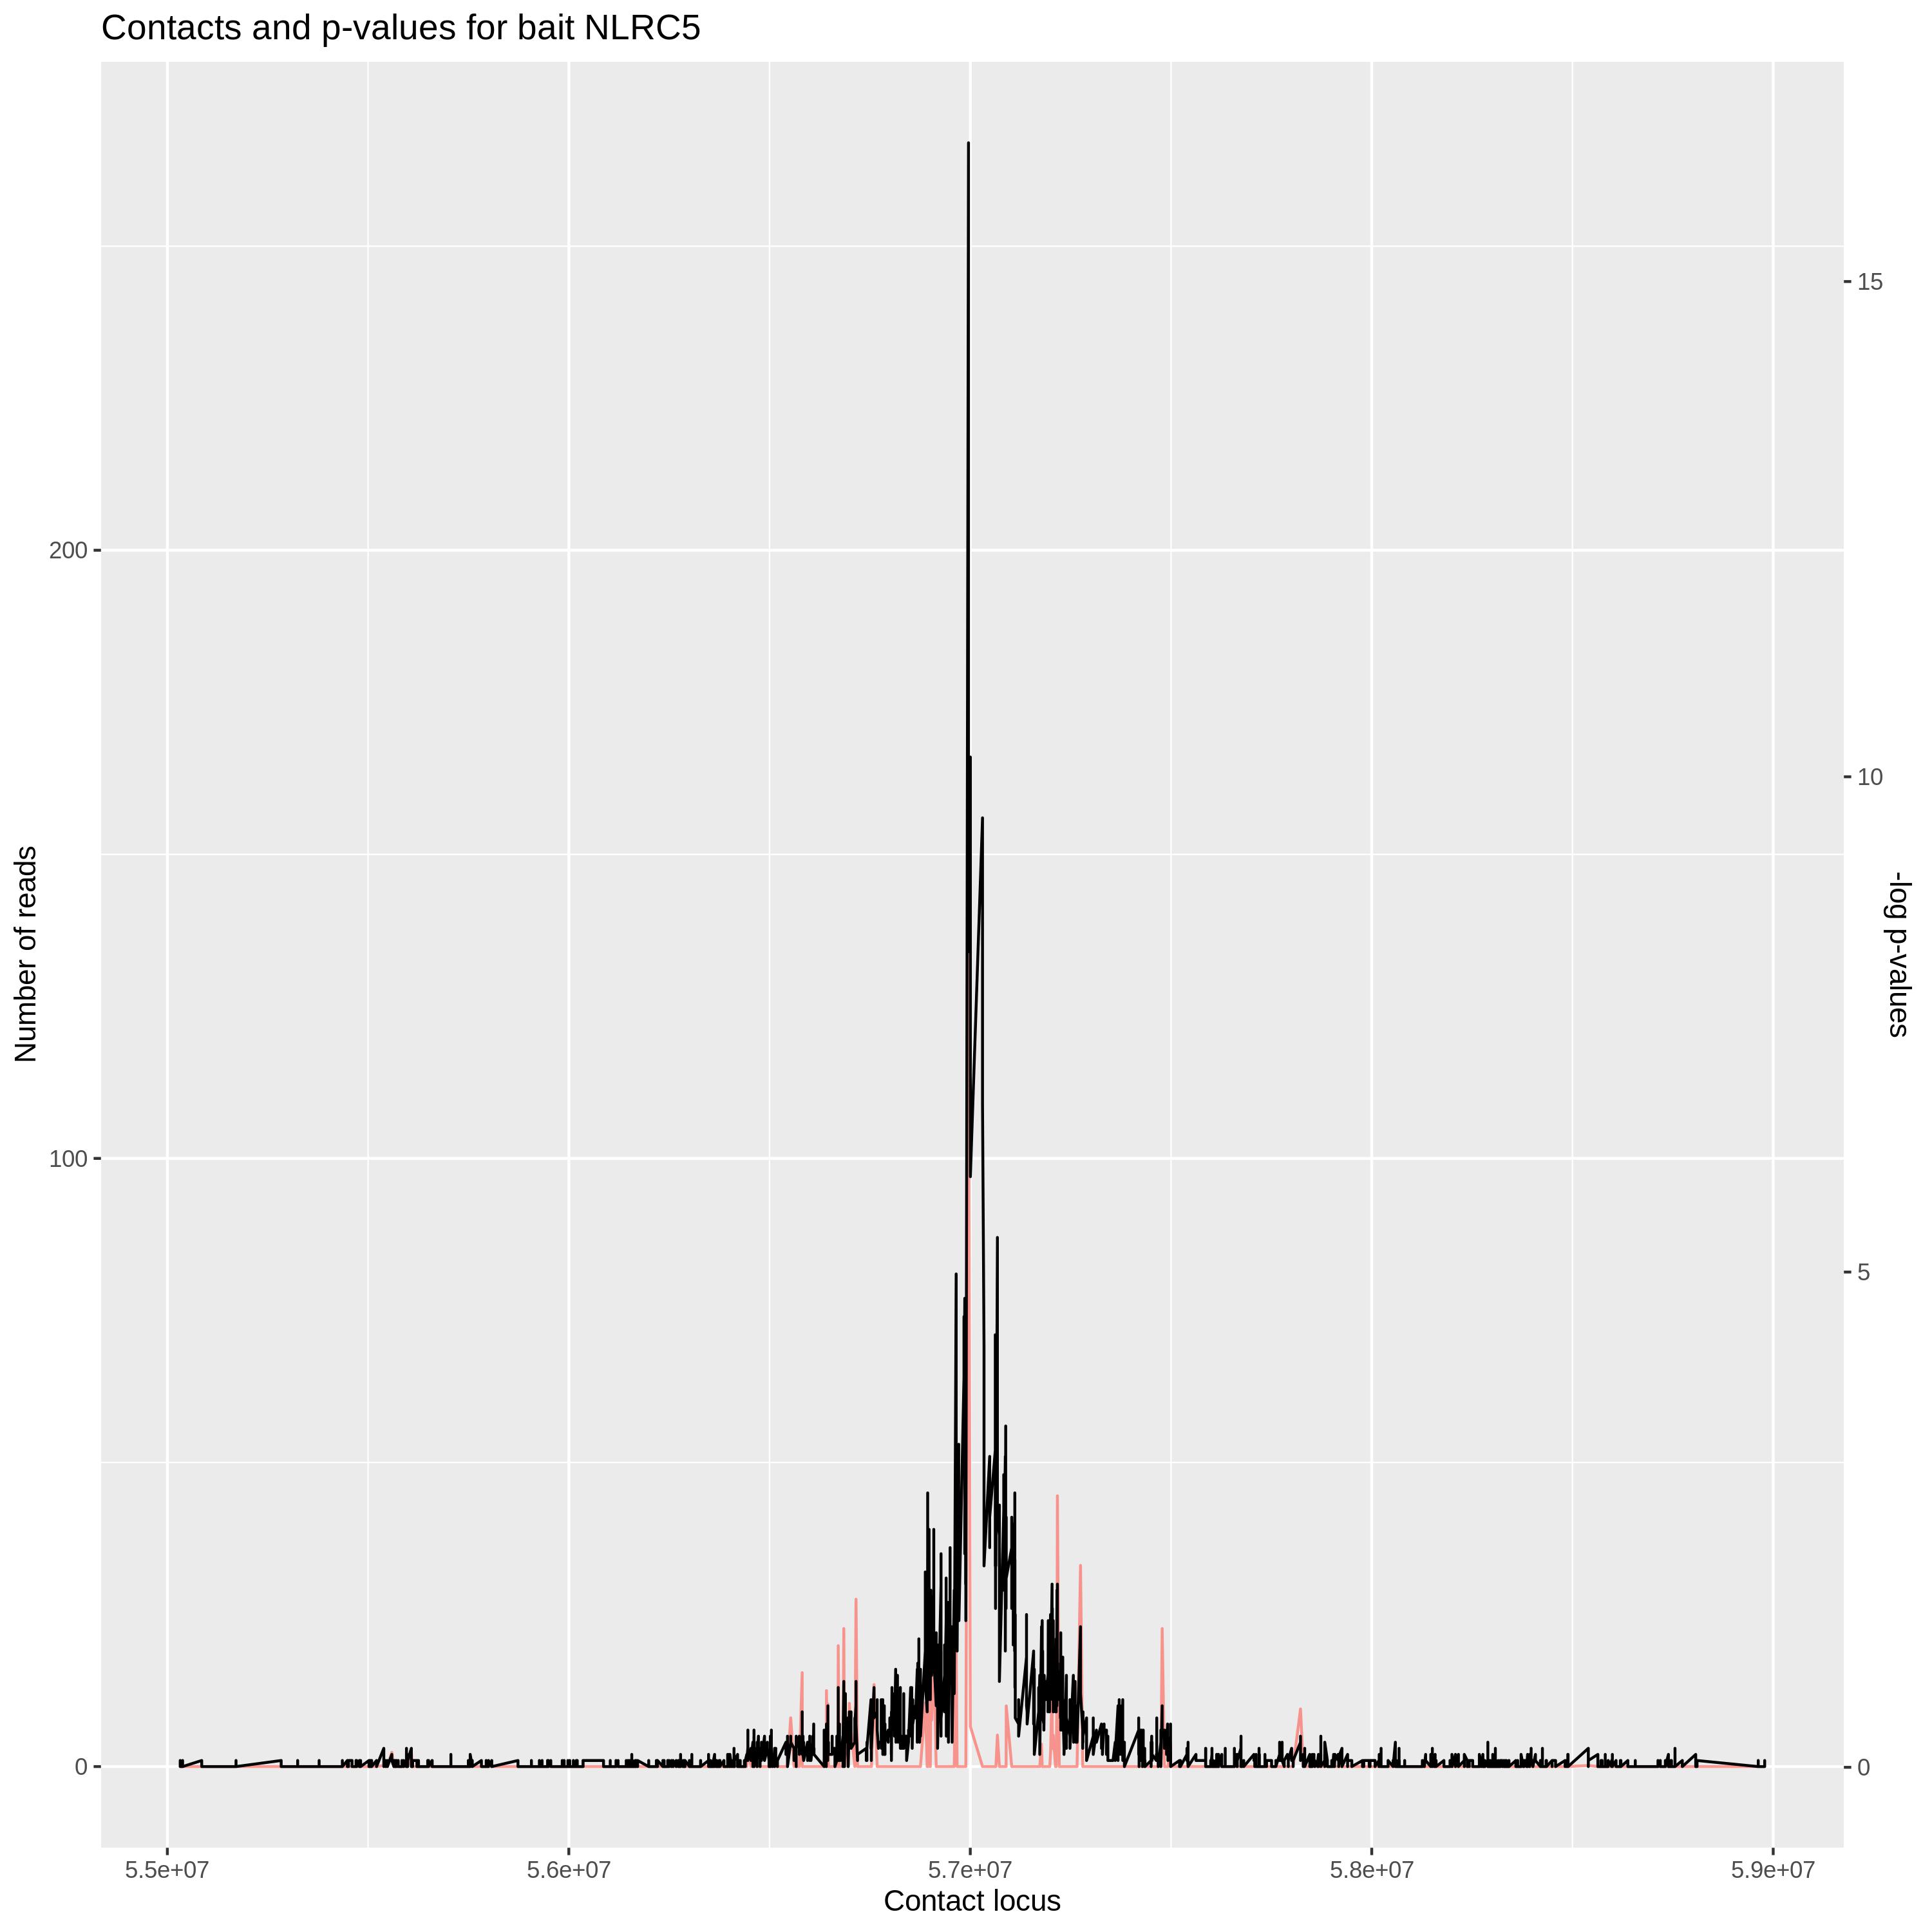 Contacts and p-values for bait NLRC5
Number of reads
200
100
0
15
10
5
0
-log p-values
5.5e+07
5.6e+07
5.7e+07
5.8e+07
5.9e+07
Contact locus